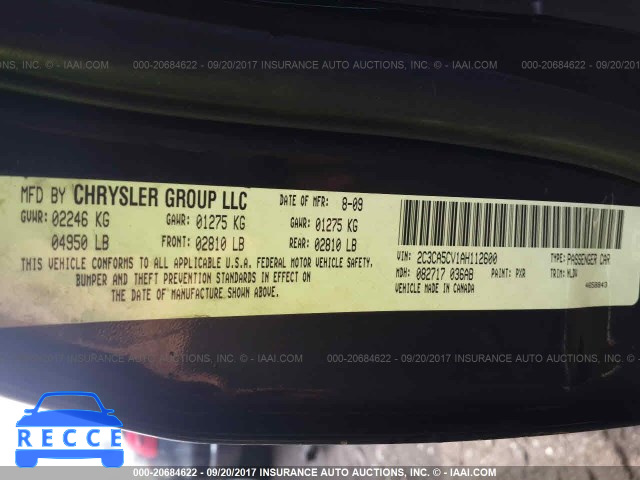 000-20684622 - 09/20/2017 INSURANCE AUTO AUCTIONS, INC. - © - IAAI.COM
MFD BY CHRYSLER GROUP LLC DATE OF MFR: 8-09
GVWR: 02246 KG GAWR: 01275 KG GAWR: 01275 KG
04950 LB FRONT: 02810 LB REAR: 02810 LB
THIS VEHICLE CONFORMS TO ALL APPLICABLE U.S.A. FEDERAL MOTOR VEHICLE SAFETY,
BUMPER AND THEFT PREVENTION STANDARDS IN EFFECT ON
THE DATE OF MANUFACTURE SHOWN ABOVE.
VIN: 2C3CA5CV1AH112600 TYPE: PASSENGER CAR
MDH: 082717 036AB PAINT: PXR TRIM:
VEHICLE MADE IN CANADA
000-20684622 - 09/20/2017 INSURANCE AUTO AUCTIONS, INC. - © - IAAI.COM
RECCE
000-20684622 - 09/20/2017 INSURANCE AUTO AUCTIONS, INC. - © - IAAI.COM